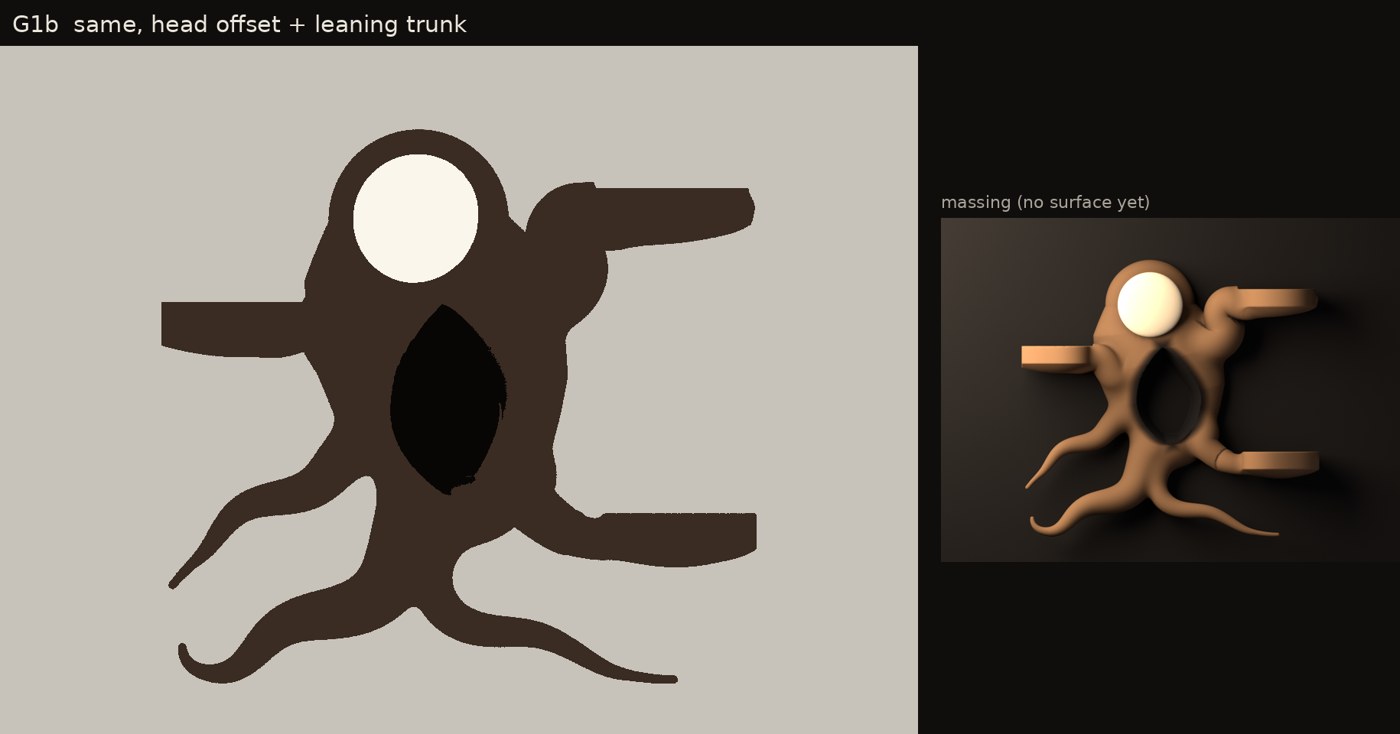 G1b  same, head offset + leaning trunk
massing (no surface yet)